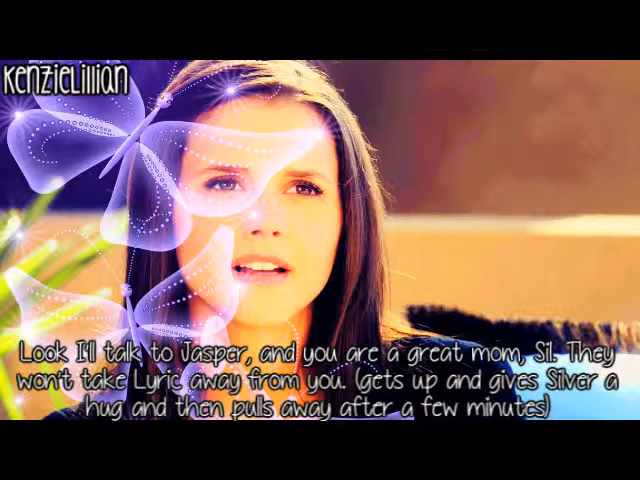 KENZIELILLIAN
Look I'll talk to Jasper, and you are a great mom, Sil. They
won't take Lyric away from you. (gets up and gives Silver a
hug and then pulls away after a few minutes)